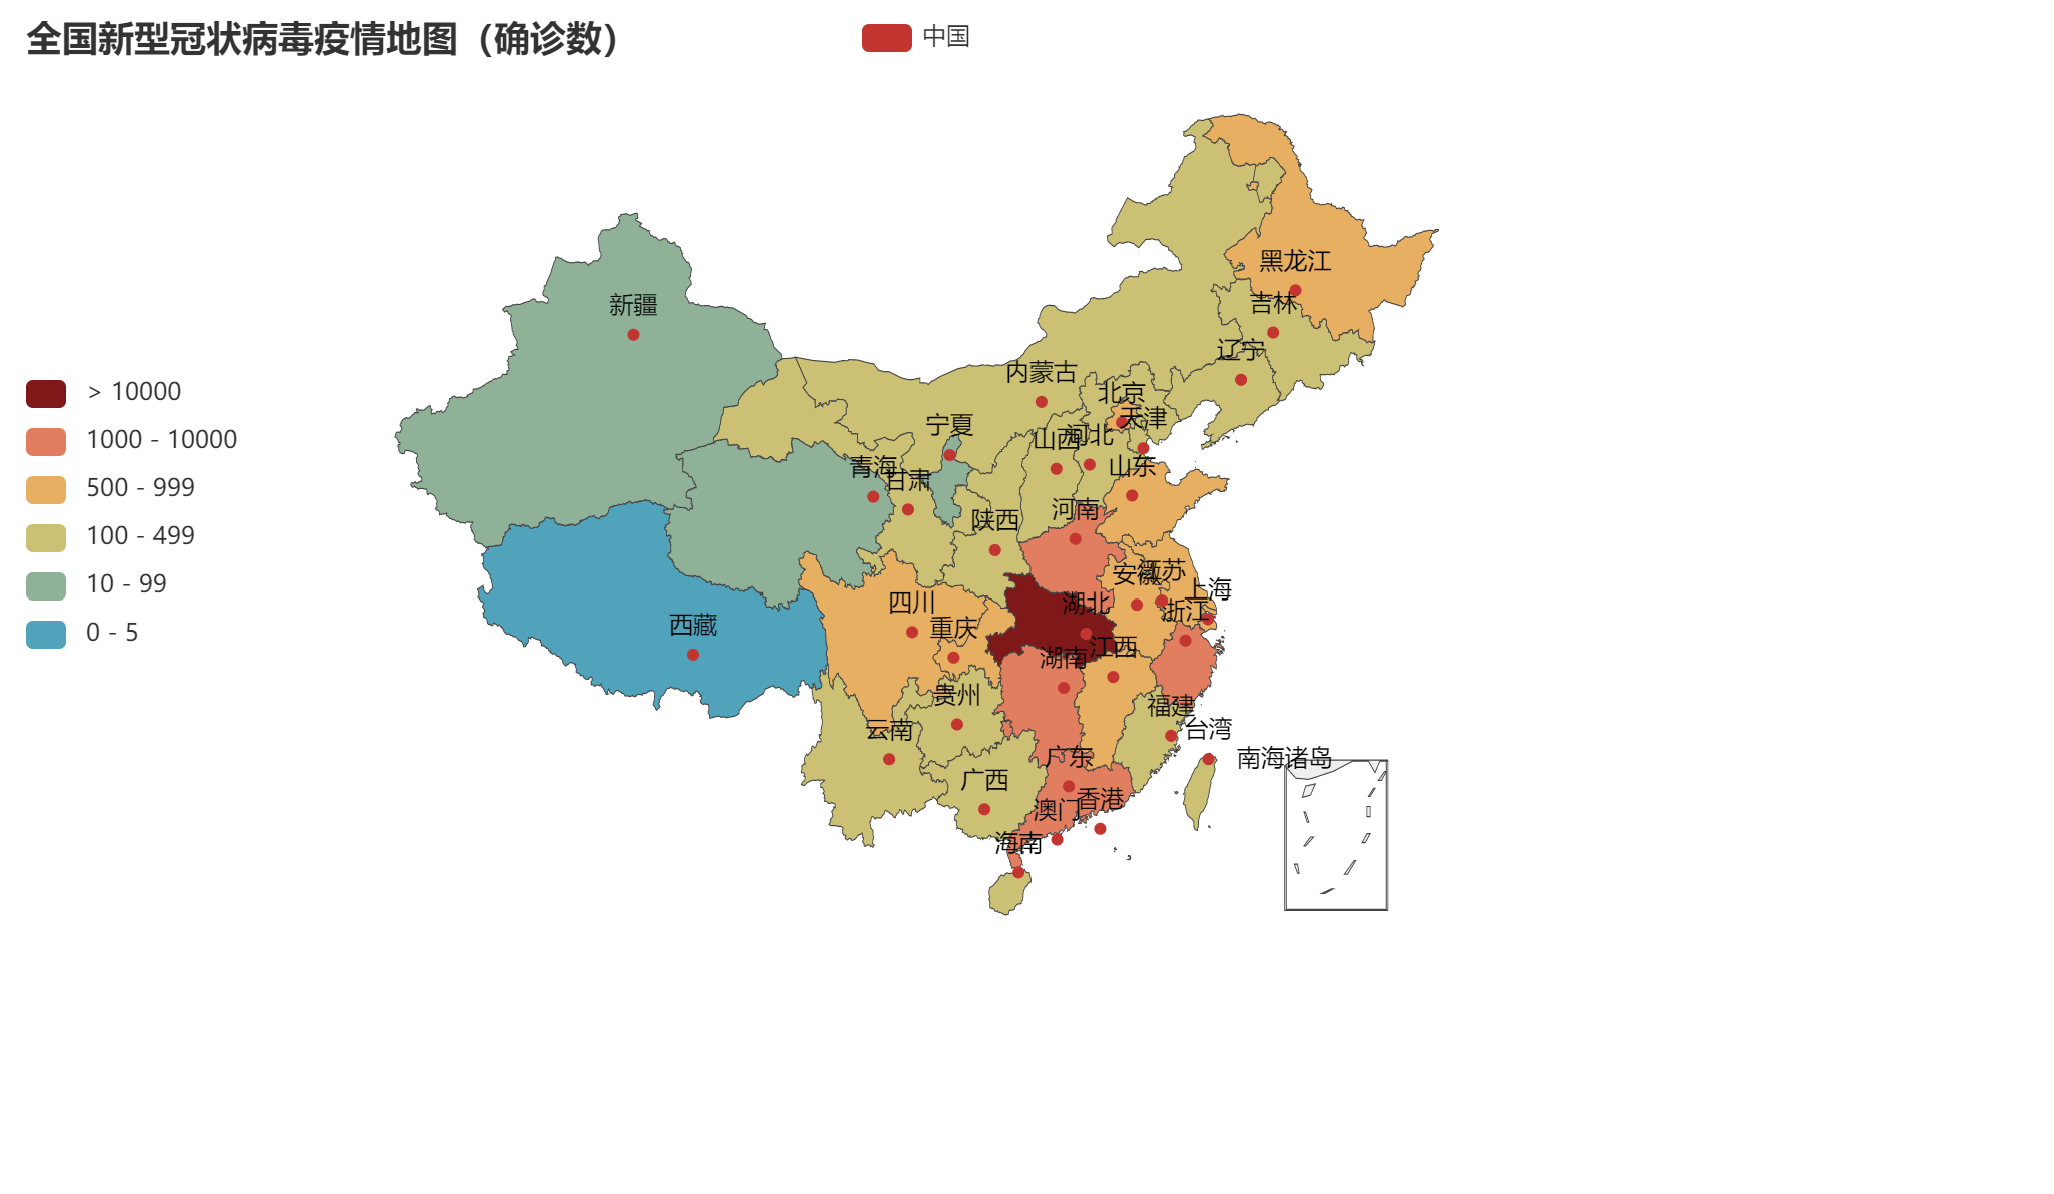 全国新型冠状病毒疫情地图（确诊数）
中国
> 10000
1000 - 10000
500 - 999
100 - 499
10 - 99
0 - 5
黑龙江
吉林
新疆
辽宁
内蒙古
北京
天津
宁夏
河北
山西
山东
青海
甘肃
河南
陕西
江苏
安徽
上海
四川
湖北
浙江
西藏
重庆
江西
湖南
贵州
福建
云南
台湾
广东
南海诸岛
广西
香港
澳门
海南